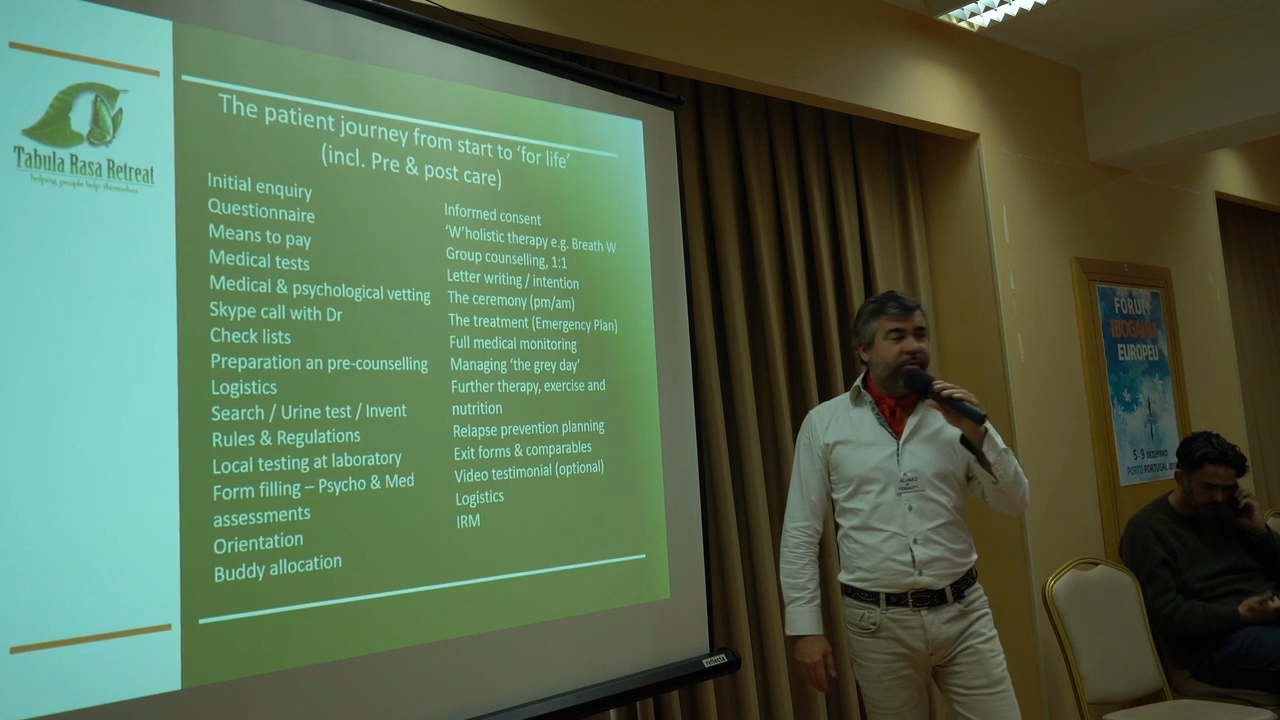 Tabula Rasa Retreat
helping people help themselves
The patient journey from start to 'for life'
(incl. Pre & post care)
Initial enquiry
Questionnaire
Means to pay
Medical tests
Medical & psychological vetting
Skype call with Dr
Check lists
Preparation an pre-counselling
Logistics
Search / Urine test / Invent
Rules & Regulations
Local testing at laboratory
Form filling – Psycho & Med
assessments
Orientation
Buddy allocation
Informed consent
'W'holistic therapy e.g. Breath W
Group counselling, 1:1
Letter writing / intention
The ceremony (pm/am)
The treatment (Emergency Plan)
Full medical monitoring
Managing 'the grey day'
Further therapy, exercise and
nutrition
Relapse prevention planning
Exit forms & comparables
Video testimonial (optional)
Logistics
IRM
reflecta
FORUM
IBOGAINA
EUROPEU
5 9 DEZEMBRO
PORTO PORTUGAL